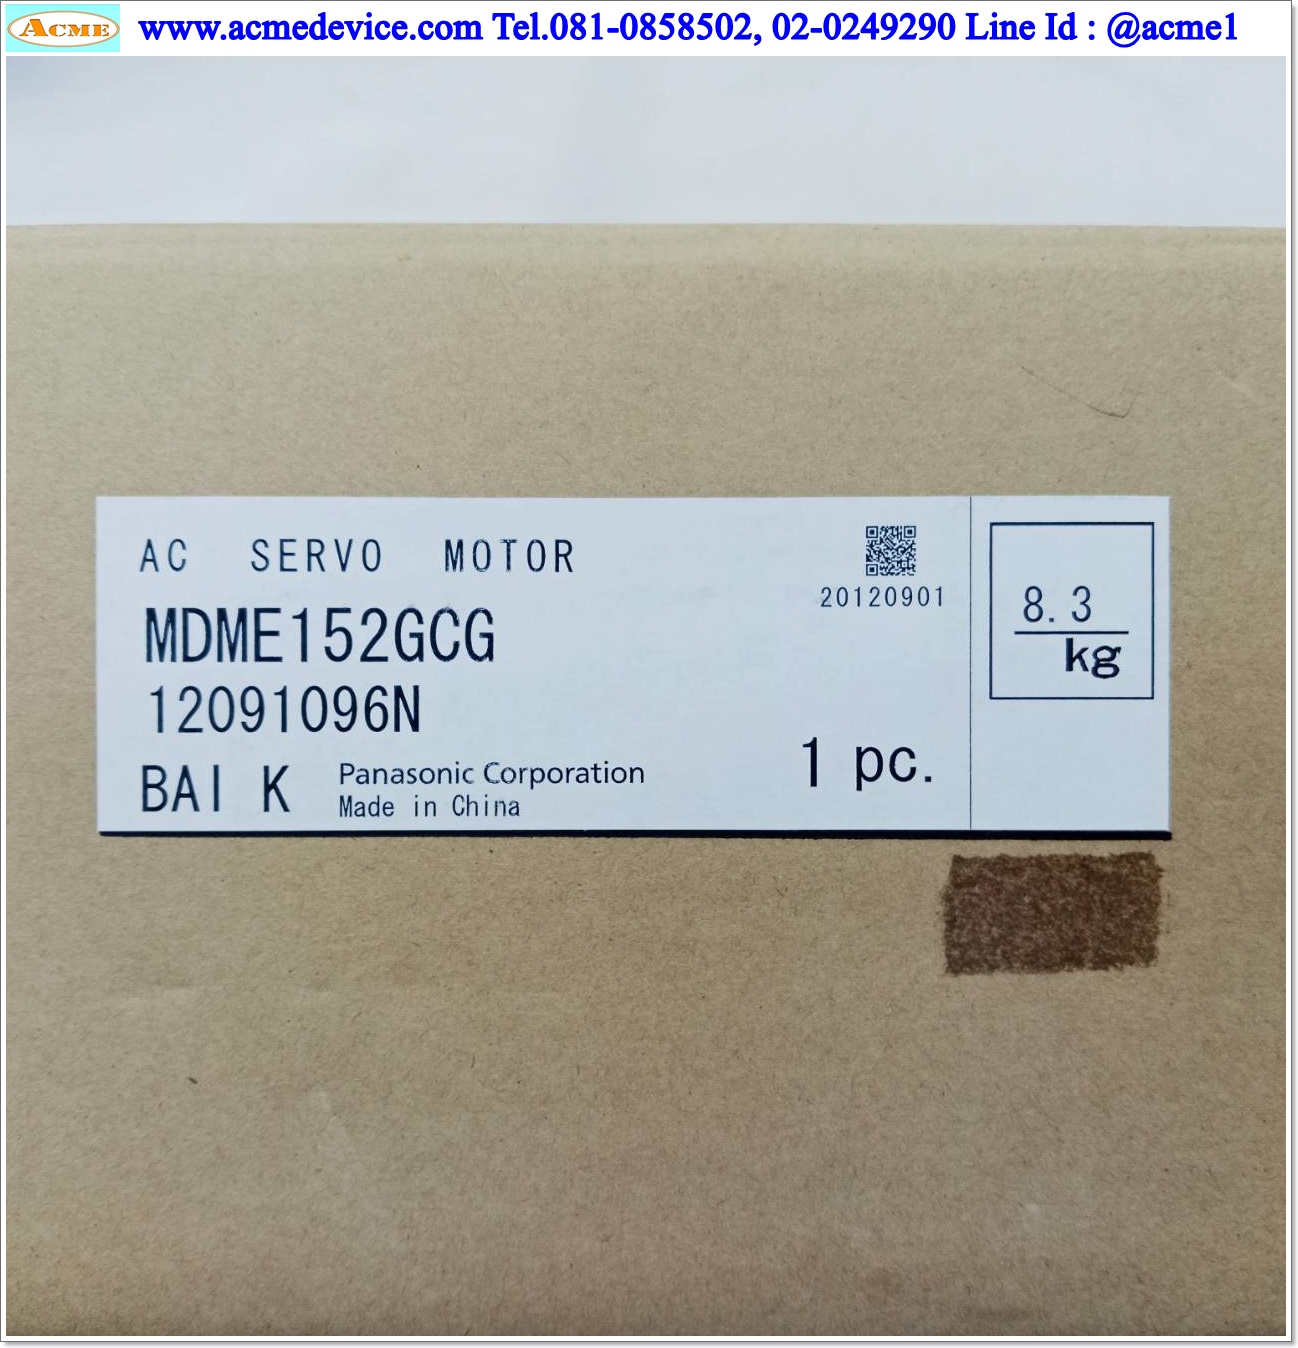 ACME www.acmedevice.com Tel.081-0858502, 02-0249290 Line Id : @acme1
AC SERVO MOTOR
20120901
MDME152GCG
12091096N
BAI K Panasonic Corporation
Made in China
1 pc.
8.3
kg